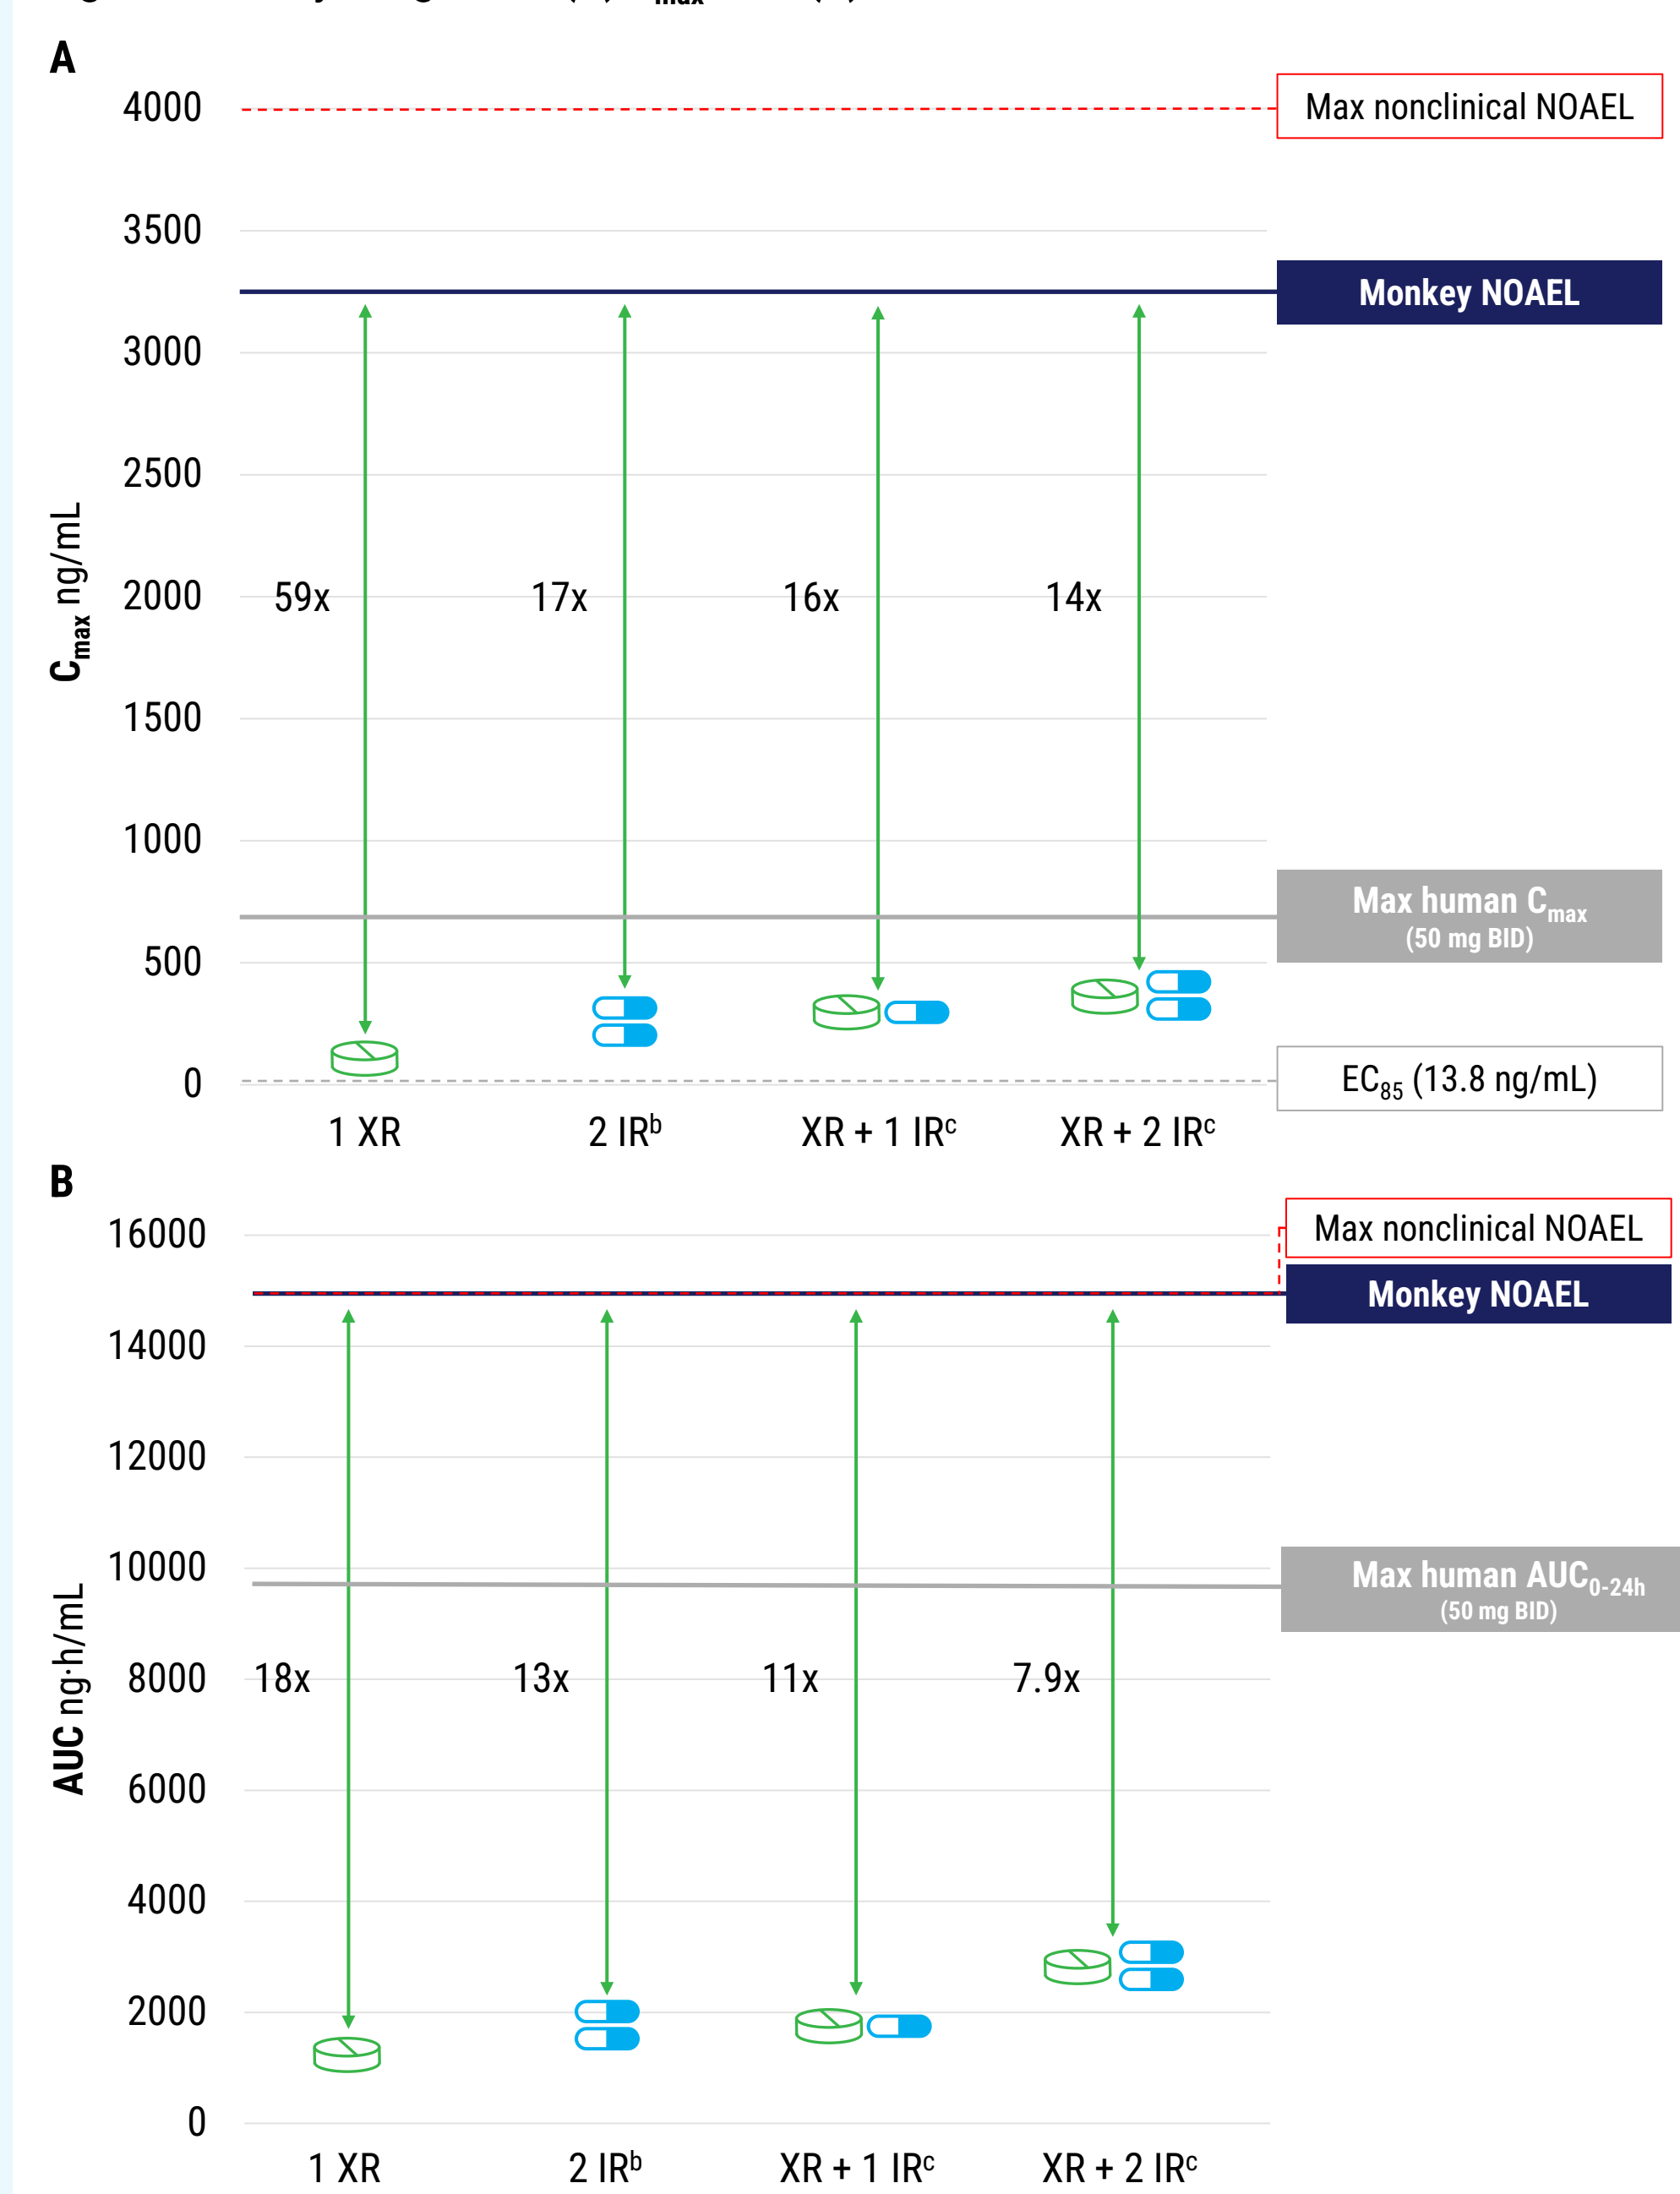 A
4000
Max nonclinical NOAEL
3500
Monkey NOAEL
3000
2500
Cmax ng/mL
2000
59x
17x
16x
14x
1500
1000
Max human Cmax
(50 mg BID)
500
EC85 (13.8 ng/mL)
0
1 XR
2 IRb
XR + 1 IRc
XR + 2 IRc
B
16000
Max nonclinical NOAEL
Monkey NOAEL
14000
12000
10000
Max human AUC0-24h
(50 mg BID)
AUC ng·h/mL
8000
18x
13x
11x
7.9x
6000
4000
2000
0
1 XR
2 IRb
XR + 1 IRc
XR + 2 IRc